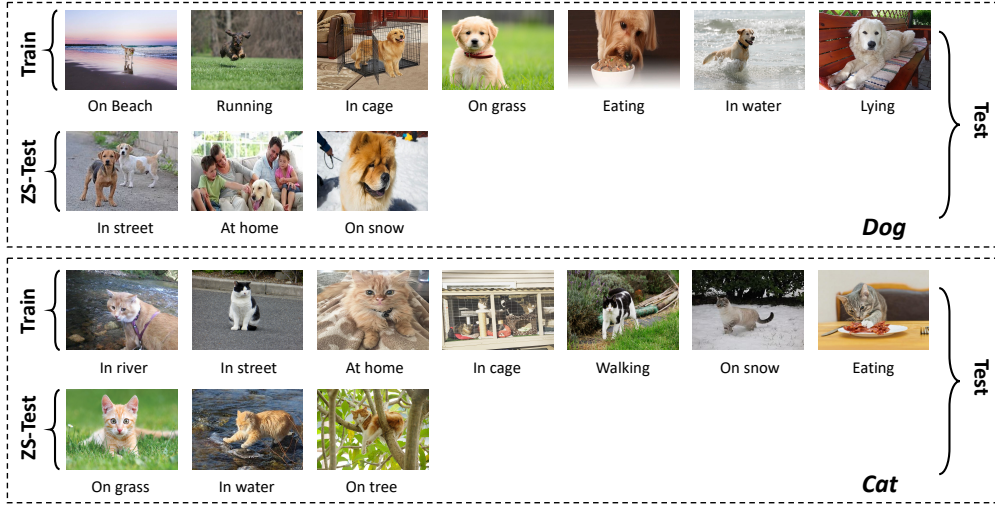 Train
On Beach
Running
In cage
On grass
Eating
In water
Lying
ZS-Test
In street
At home
On snow
Test
Dog
Train
In river
In street
At home
In cage
Walking
On snow
Eating
ZS-Test
On grass
In water
On tree
Test
Cat